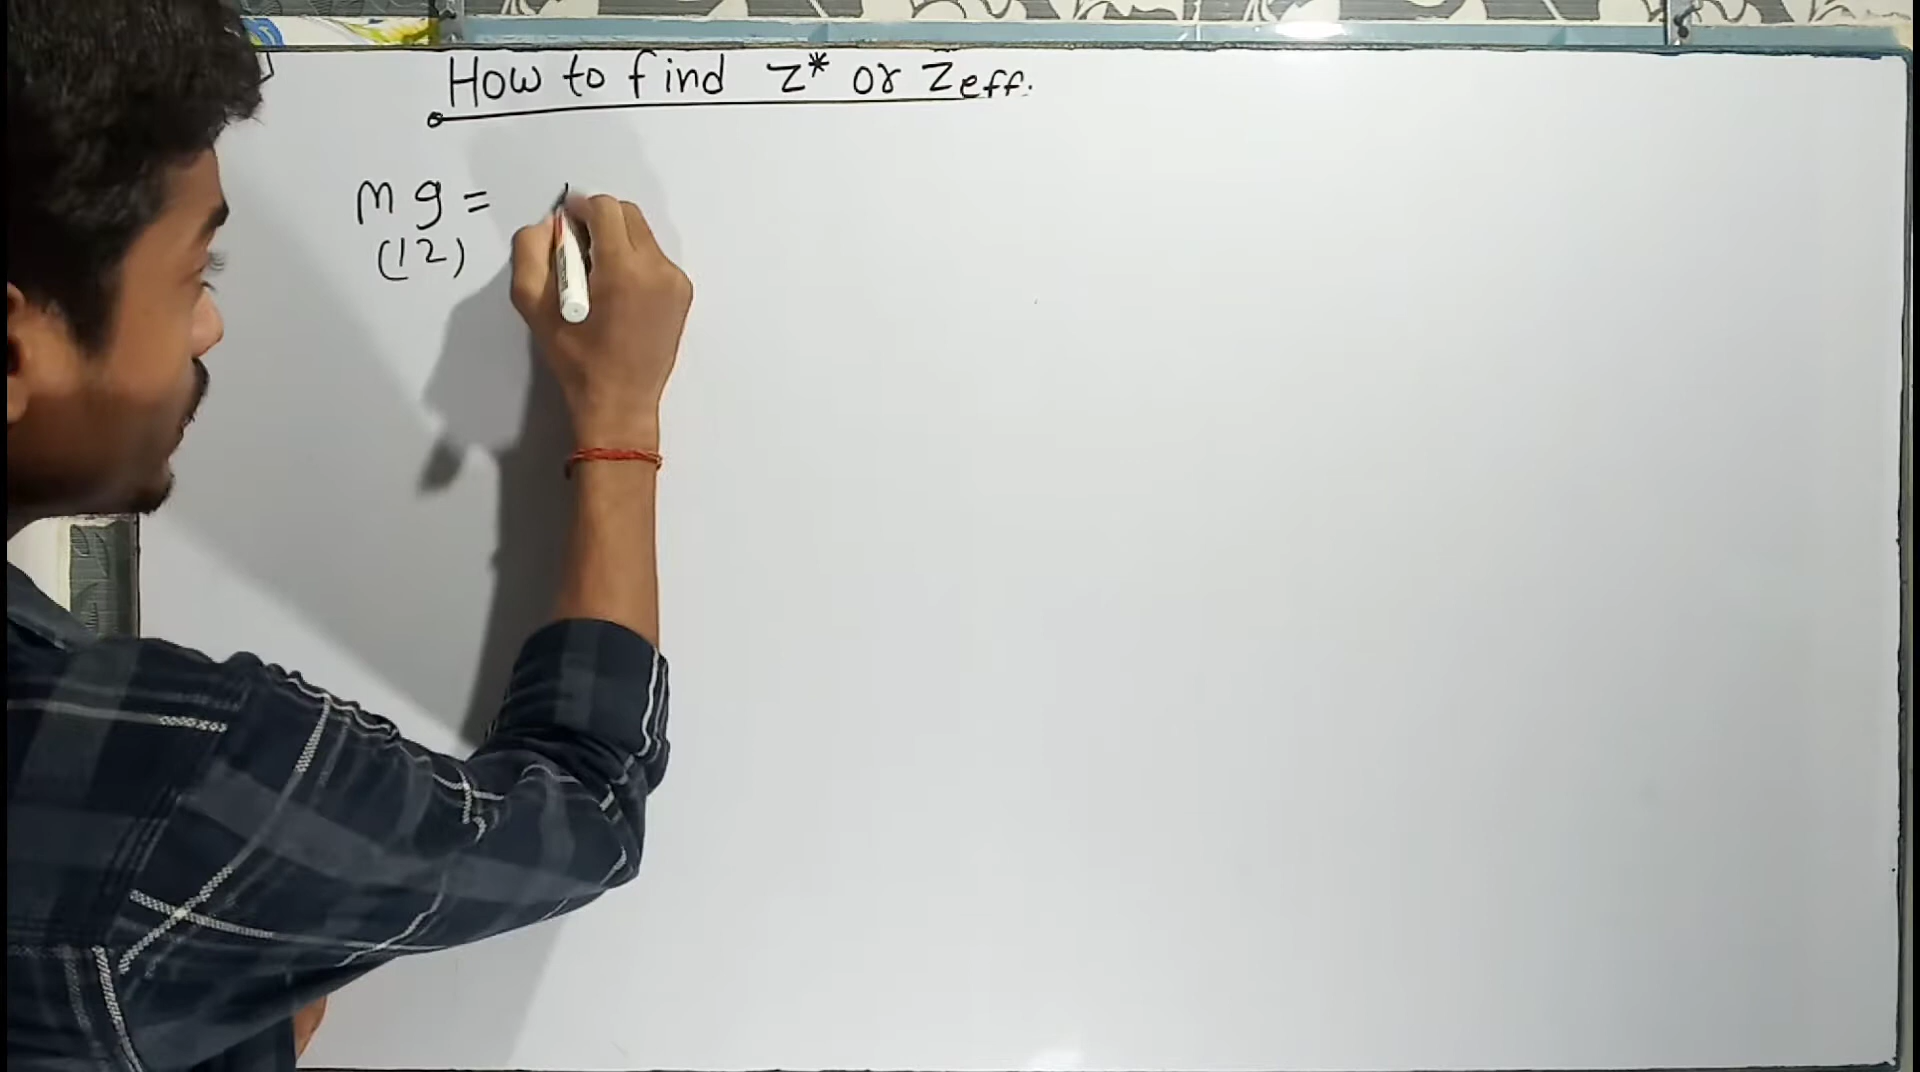 How to find Z* or Zeff.
mg =
(12)